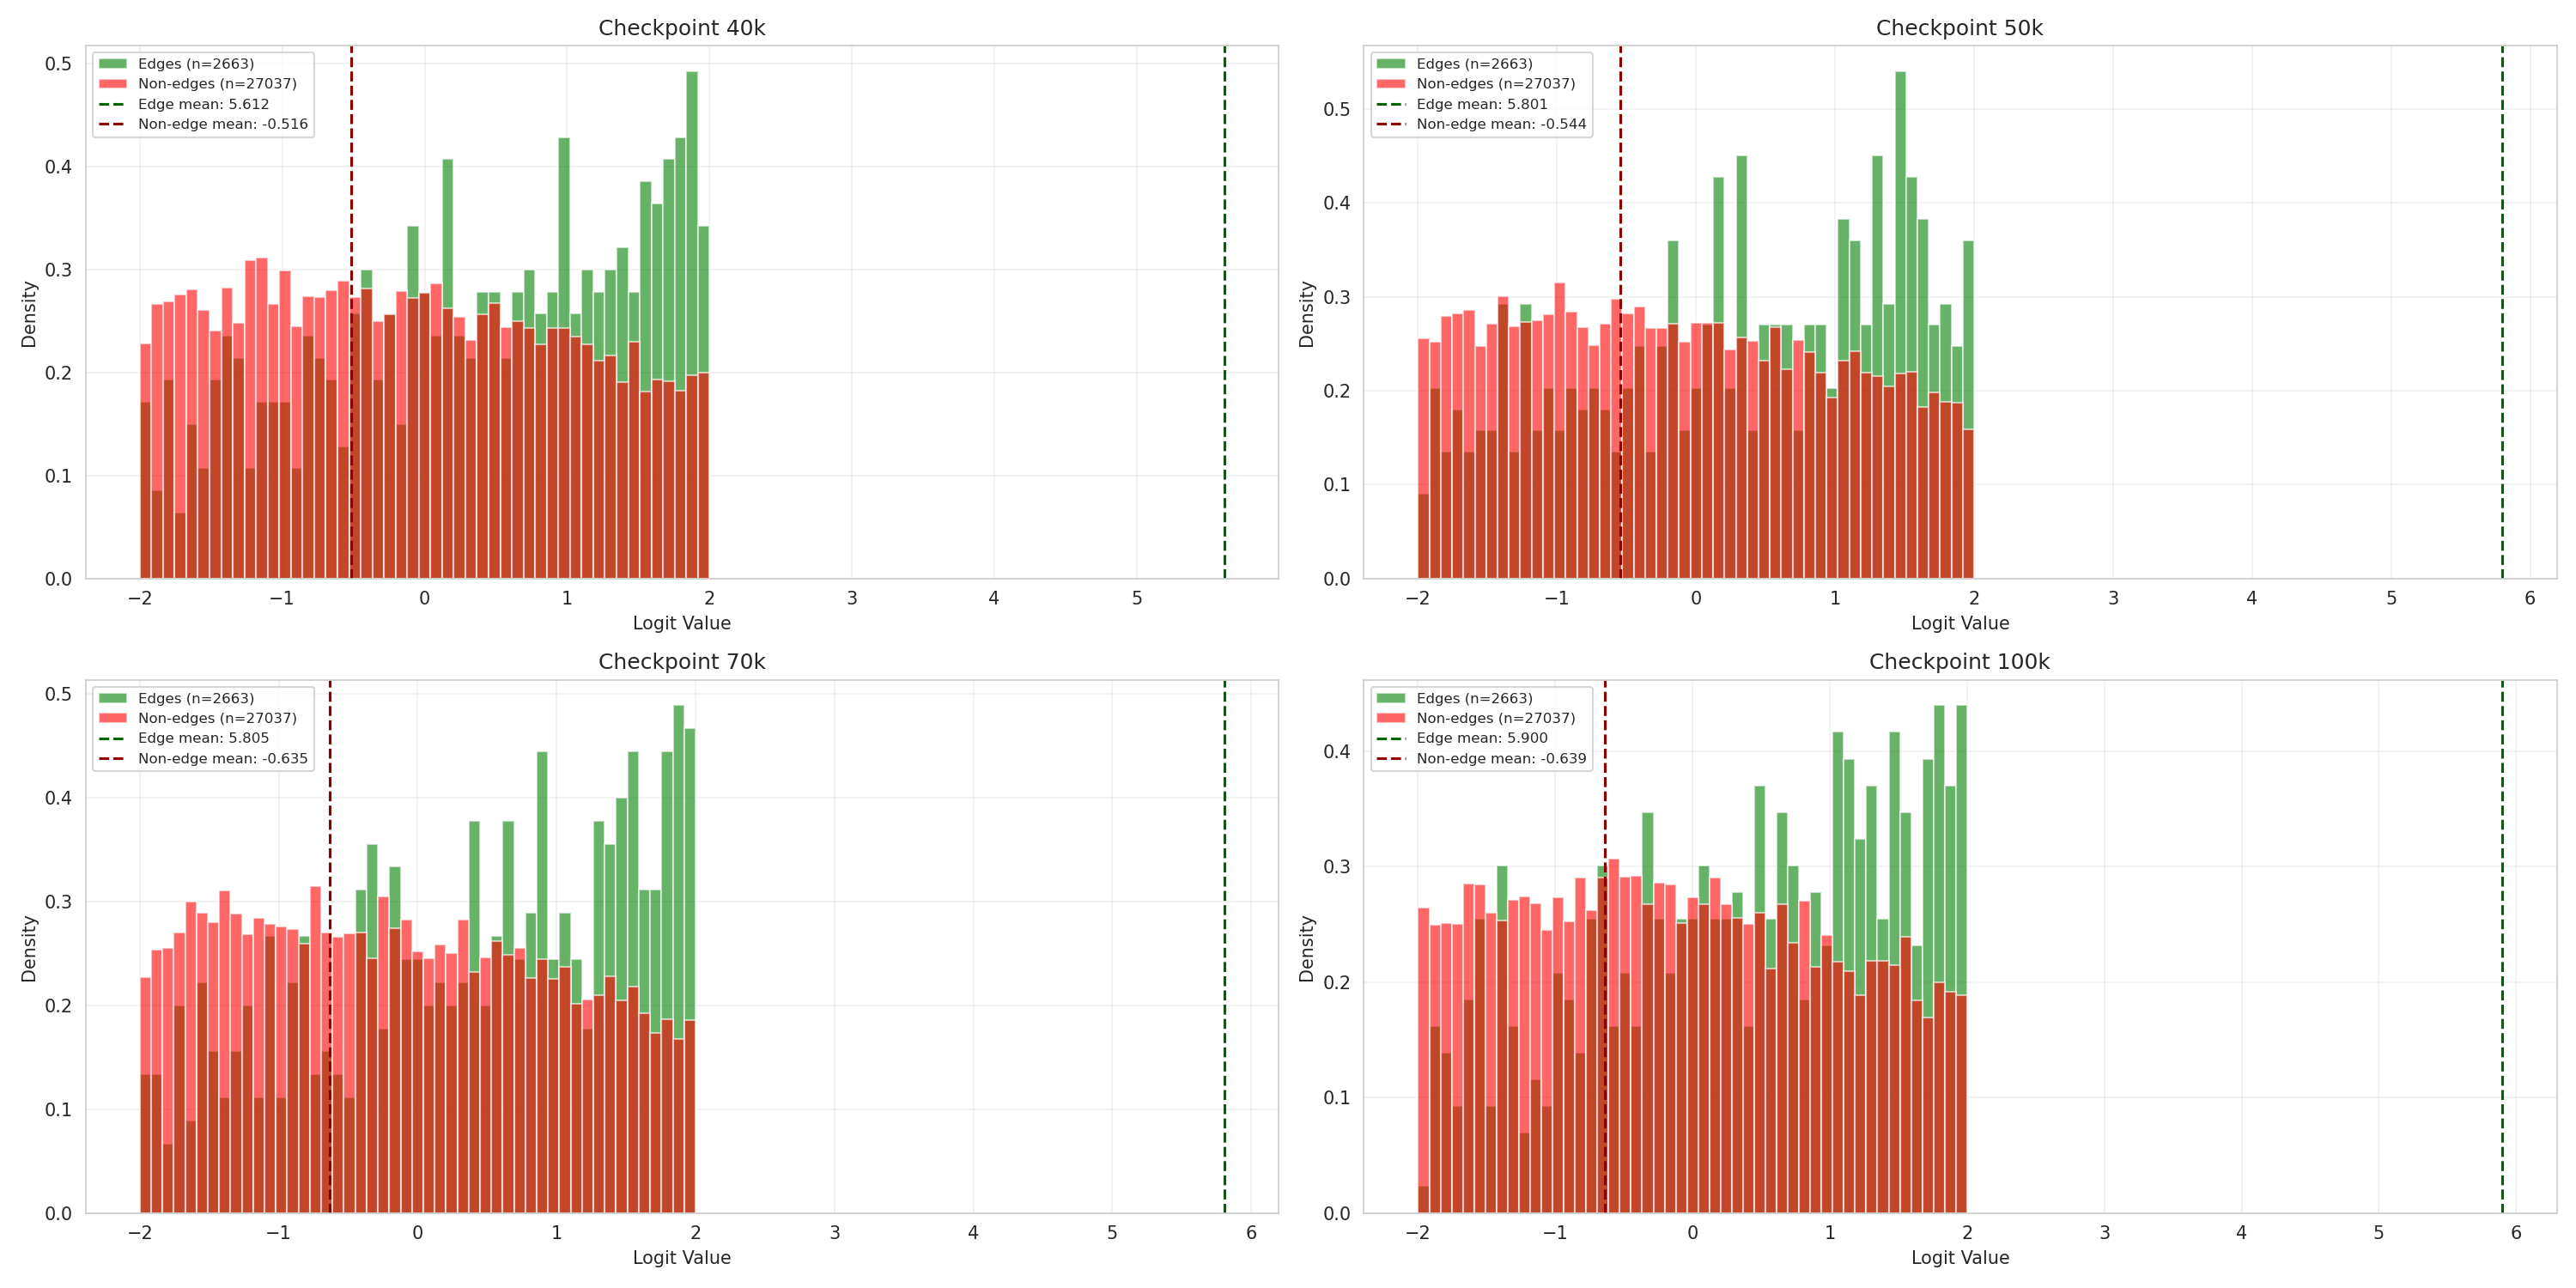 Checkpoint 40k
Edges (n=2663)
Non-edges (n=27037)
Edge mean: 5.612
Non-edge mean: -0.516
Density
0.5
0.4
0.3
0.2
0.1
0.0
−2 −1 0 1 2 3 4 5
Logit Value
Checkpoint 50k
Edges (n=2663)
Non-edges (n=27037)
Edge mean: 5.801
Non-edge mean: -0.544
Density
0.5
0.4
0.3
0.2
0.1
0.0
−2 −1 0 1 2 3 4 5 6
Logit Value
Checkpoint 70k
Edges (n=2663)
Non-edges (n=27037)
Edge mean: 5.805
Non-edge mean: -0.635
Density
0.5
0.4
0.3
0.2
0.1
0.0
−2 −1 0 1 2 3 4 5 6
Logit Value
Checkpoint 100k
Edges (n=2663)
Non-edges (n=27037)
Edge mean: 5.900
Non-edge mean: -0.639
Density
0.4
0.3
0.2
0.1
0.0
−2 −1 0 1 2 3 4 5 6
Logit Value